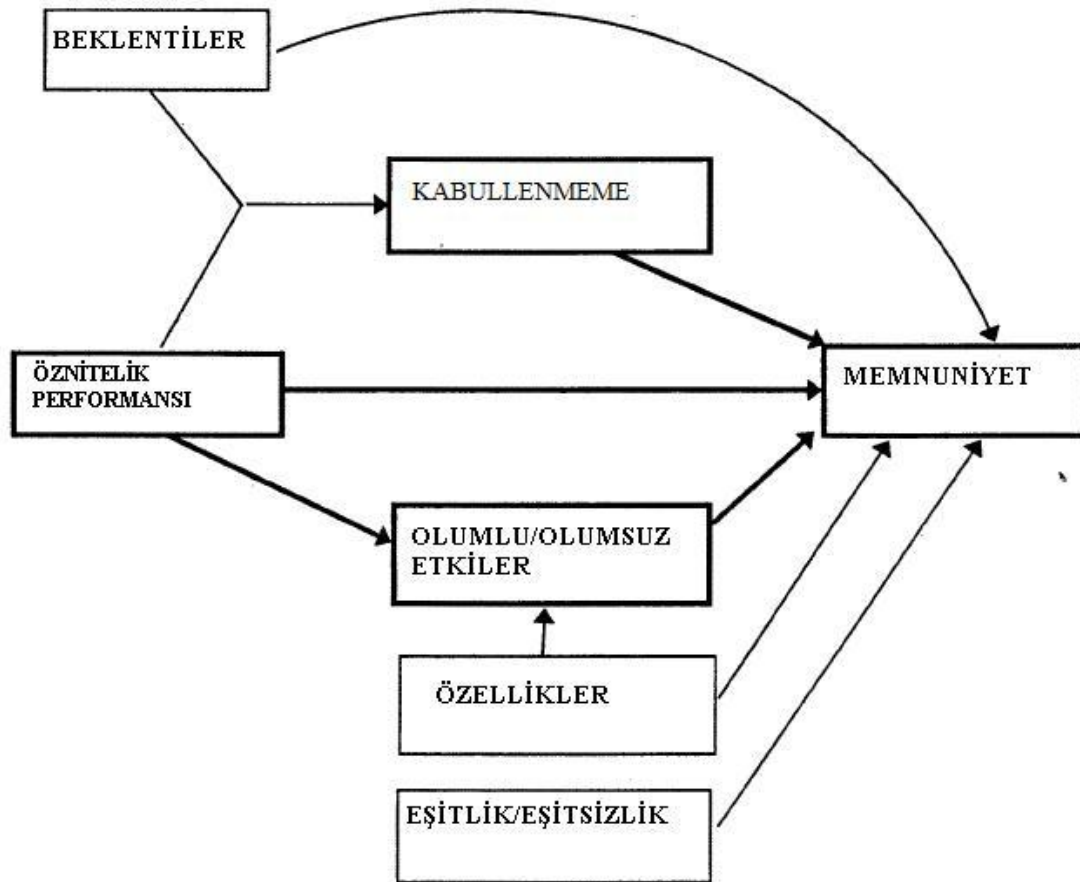 BEKLENTİLER
KABULLENMEME
ÖZNİTELİK
PERFORMANSI
MEMNUNİYET
OLUMLU/OLUMSUZ
ETKİLER
ÖZELLİKLER
EŞİTLİK/EŞİTSİZLİK